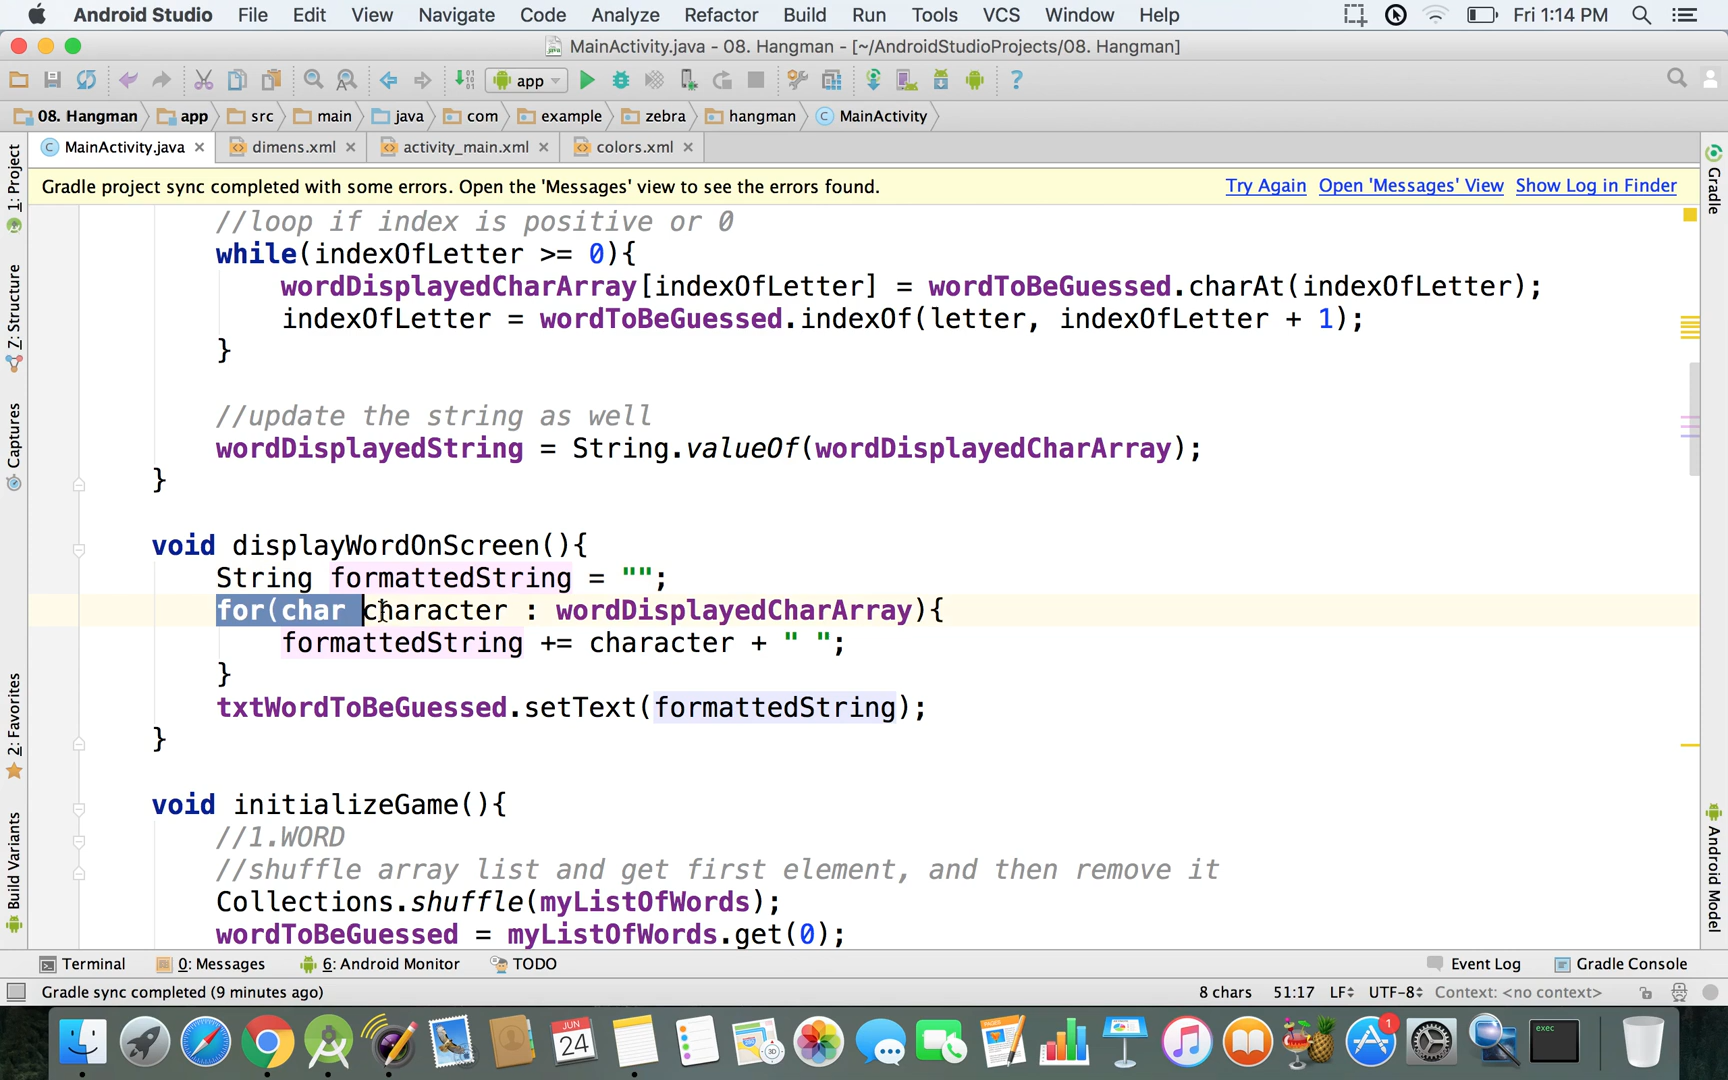 Android Studio File Edit View Navigate Code Analyze Refactor Build Run Tools VCS Window Help Fri 1:14 PM
MainActivity.java - 08. Hangman - [~/AndroidStudioProjects/08. Hangman]
app
08. Hangman app src main java com example zebra hangman MainActivity
MainActivity.java dimens.xml activity_main.xml colors.xml
Gradle project sync completed with some errors. Open the 'Messages' view to see the errors found. Try Again Open 'Messages' View Show Log in Finder
//loop if index is positive or 0
while(indexOfLetter >= 0){
wordDisplayedCharArray[indexOfLetter] = wordToBeGuessed.charAt(indexOfLetter);
indexOfLetter = wordToBeGuessed.indexOf(letter, indexOfLetter + 1);
}
//update the string as well
wordDisplayedString = String.valueOf(wordDisplayedCharArray);
}
void displayWordOnScreen(){
String formattedString = "";
for(char character : wordDisplayedCharArray){
formattedString += character + " ";
}
txtWordToBeGuessed.setText(formattedString);
}
void initializeGame(){
//1.WORD
//shuffle array list and get first element, and then remove it
Collections.shuffle(myListOfWords);
wordToBeGuessed = myListOfWords.get(0);
1: Project
7: Structure
Captures
2: Favorites
Build Variants
Gradle
Android Model
Terminal 0: Messages 6: Android Monitor TODO Event Log Gradle Console
Gradle sync completed (9 minutes ago) 8 chars 51:17 LF UTF-8 Context: <no context>
JUN
24
3D
1
exec